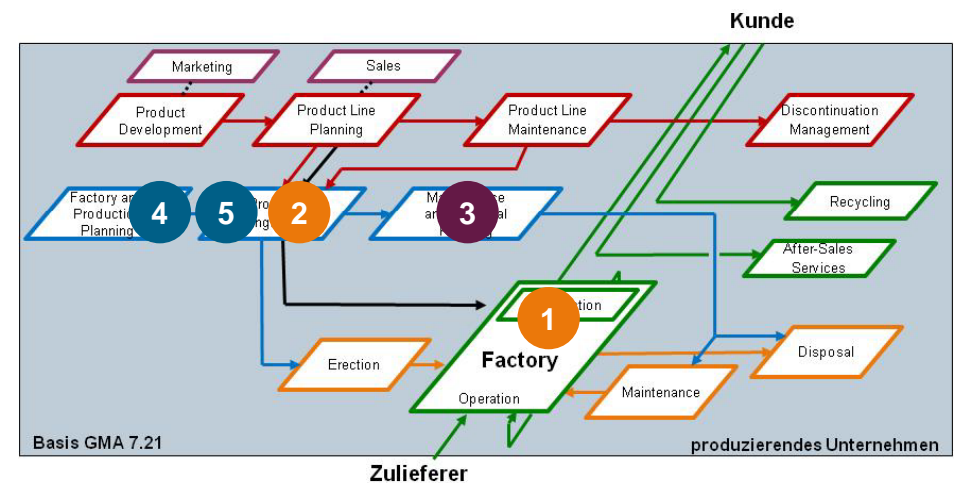 Kunde
Marketing
Sales
Product
Development
Product Line
Planning
Product Line
Maintenance
Discontinuation
Management
Factory
Production
Planning
4
5
2
3
Recycling
After-Sales
Services
1
Factory
Operation
Erection
Maintenance
Disposal
Basis GMA 7.21
produzierendes Unternehmen
Zulieferer